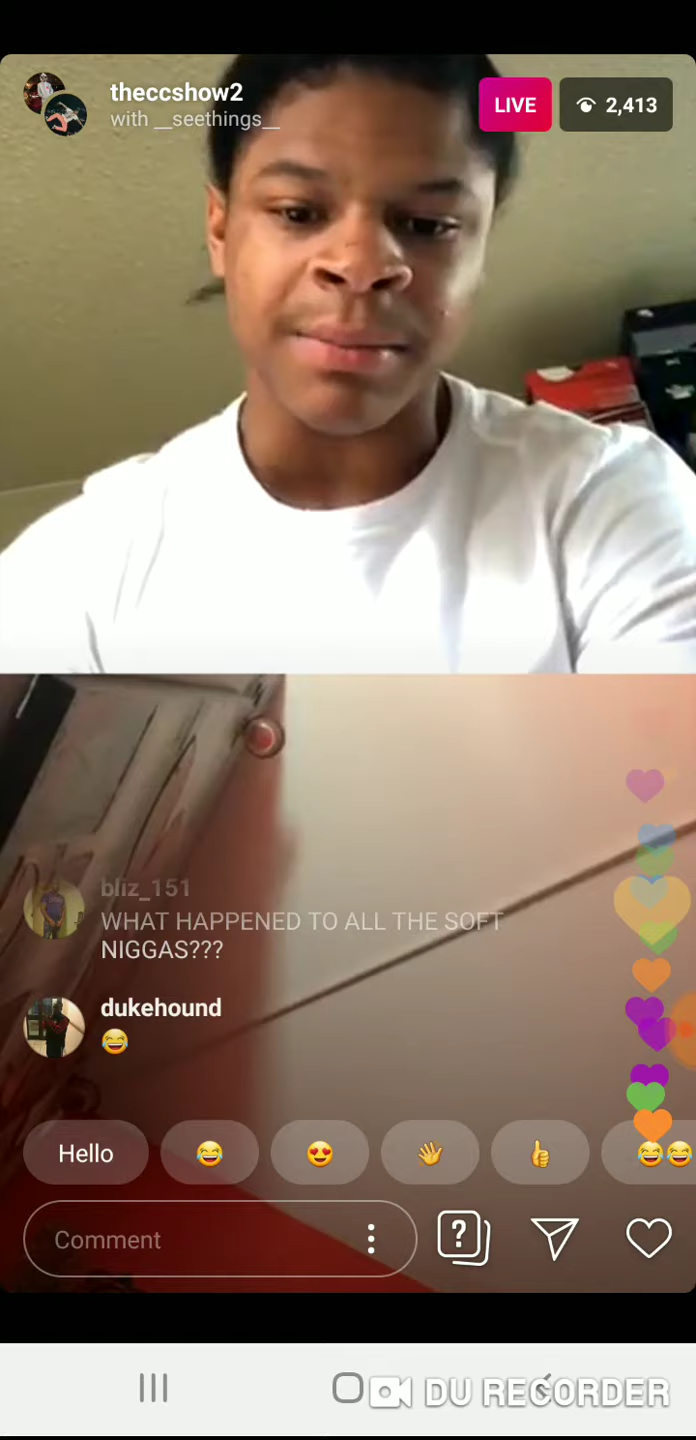 theccshow2
with __seethings__
LIVE
2,413
bliz_151
WHAT HAPPENED TO ALL THE SOFT
NIGGAS???
dukehound
😂
Hello
😂
😍
👋
👍
😂😂
Comment
?
DU RECORDER